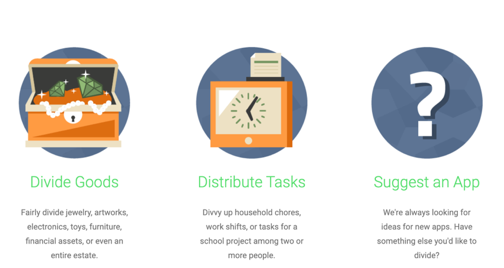 Divide Goods
Fairly divide jewelry, artworks,
electronics, toys, furniture,
financial assets, or even an
entire estate.
Distribute Tasks
Divvy up household chores,
work shifts, or tasks for a
school project among two or
more people.
?
Suggest an App
We're always looking for
ideas for new apps. Have
something else you'd like to
divide?